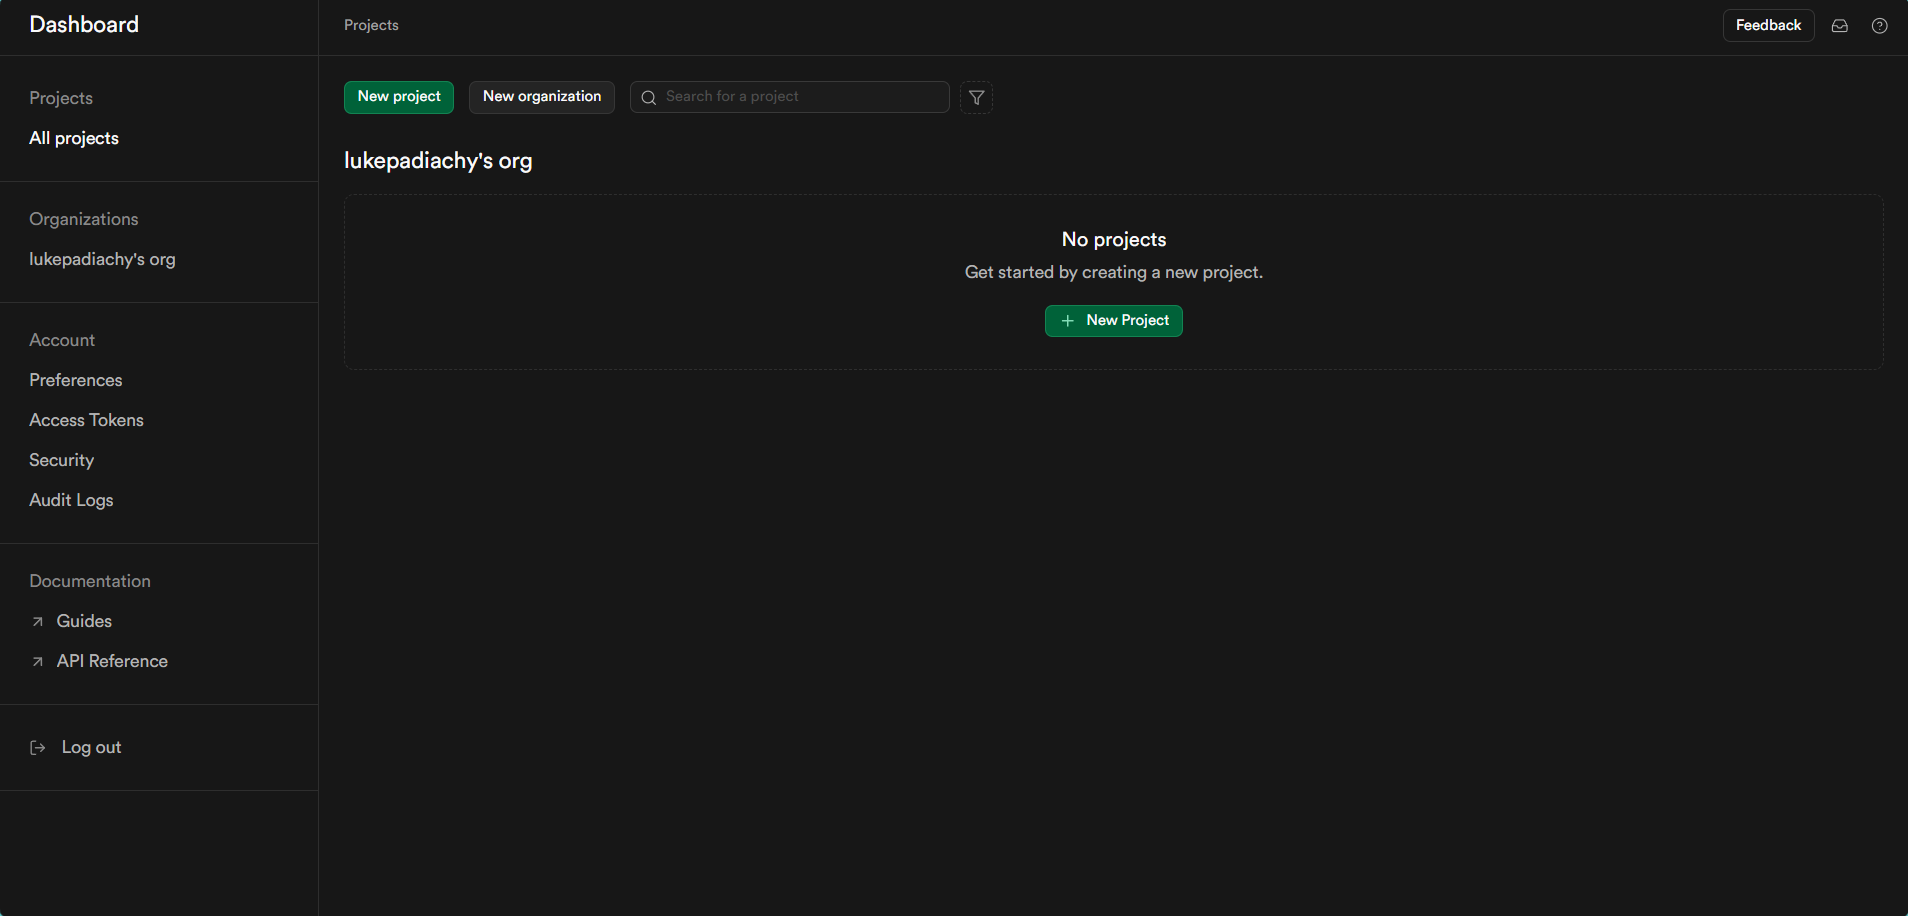 Dashboard
Projects
Feedback
Projects
All projects
Organizations
lukepadiachy's org
Account
Preferences
Access Tokens
Security
Audit Logs
Documentation
Guides
API Reference
Log out
New project
New organization
Search for a project
lukepadiachy's org
No projects
Get started by creating a new project.
New Project